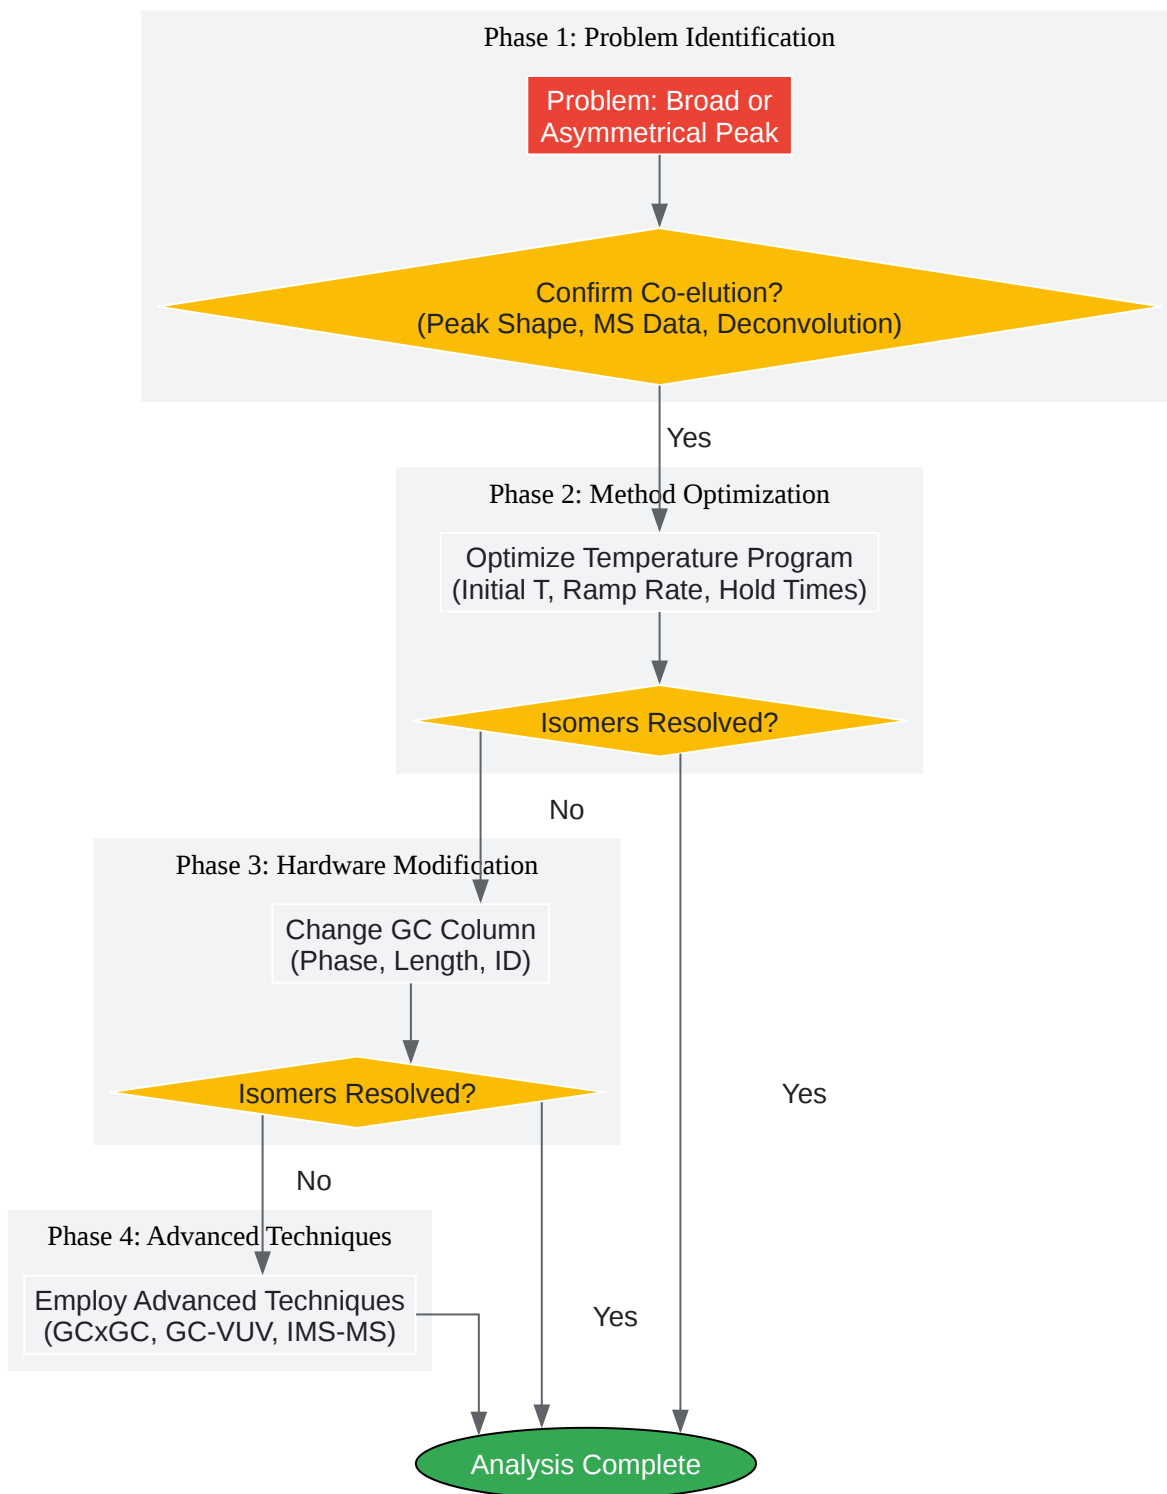 Phase 1: Problem Identification
Problem: Broad or
Asymmetrical Peak
Confirm Co-elution?
(Peak Shape, MS Data, Deconvolution)
Yes
Phase 2: Method Optimization
Optimize Temperature Program
(Initial T, Ramp Rate, Hold Times)
Isomers Resolved?
No
Phase 3: Hardware Modification
Change GC Column
(Phase, Length, ID)
Isomers Resolved?
Yes
No
Phase 4: Advanced Techniques
Employ Advanced Techniques
(GCxGC, GC-VUV, IMS-MS)
Yes
Analysis Complete